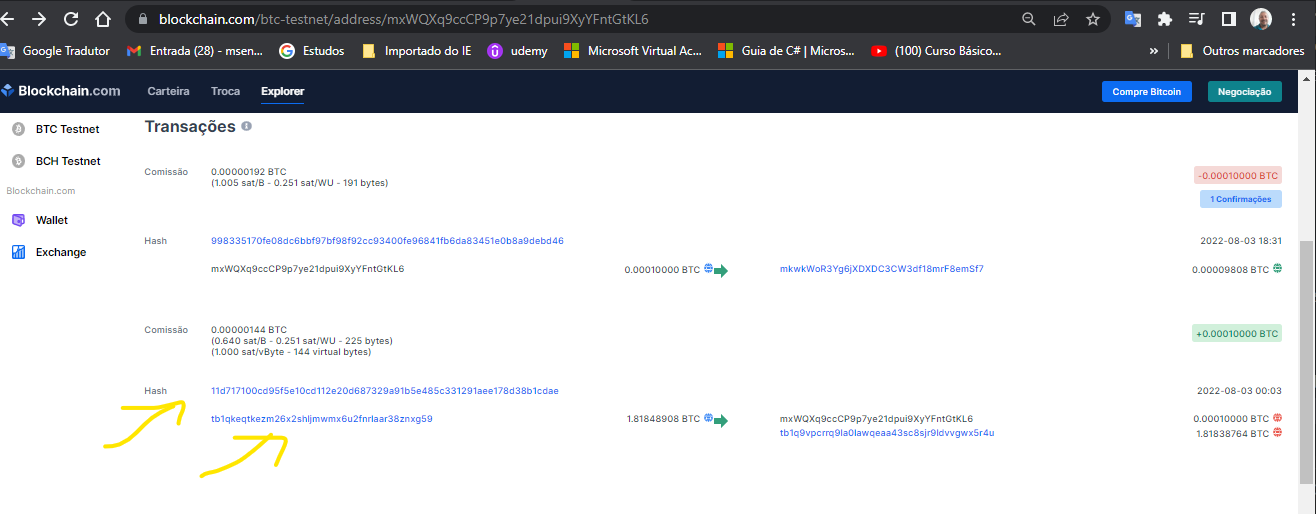 blockchain.com/btc-testnet/address/mxWQXq9ccCP9p7ye21dpui9XyYFntGtKL6
Google Tradutor
Entrada (28) - msen...
Estudos
Importado do IE
udemy
Microsoft Virtual Ac...
Guia de C# | Micros...
(100) Curso Básico...
»
Outros marcadores
Blockchain.com
Carteira
Troca
Explorer
Compre Bitcoin
Negociação
BTC Testnet
BCH Testnet
Blockchain.com
Wallet
Exchange
Transações
Comissão
0.00000192 BTC
(1.005 sat/B - 0.251 sat/WU - 191 bytes)
-0.00010000 BTC
1 Confirmações
Hash
998335170fe08dc6bbf97bf98f92cc93400fe96841fb6da83451e0b8a9debd46
2022-08-03 18:31
mxWQXq9ccCP9p7ye21dpui9XyYFntGtKL6
0.00010000 BTC
mkwkWoR3Yg6jXDXDC3CW3df18mrF8emSf7
0.00009808 BTC
Comissão
0.00000144 BTC
(0.640 sat/B - 0.251 sat/WU - 225 bytes)
(1.000 sat/vByte - 144 virtual bytes)
+0.00010000 BTC
Hash
11d717100cd95f5e10cd112e20d687329a91b5e485c331291aee178d38b1cdae
2022-08-03 00:03
tb1qkeqtkezm26x2shljmwmx6u2fnrlaar38znxg59
1.81848908 BTC
mxWQXq9ccCP9p7ye21dpui9XyYFntGtKL6
0.00010000 BTC
tb1q9vpcrrq9la0lawqeaa43sc8sjr9ldvvgwx5r4u
1.81838764 BTC